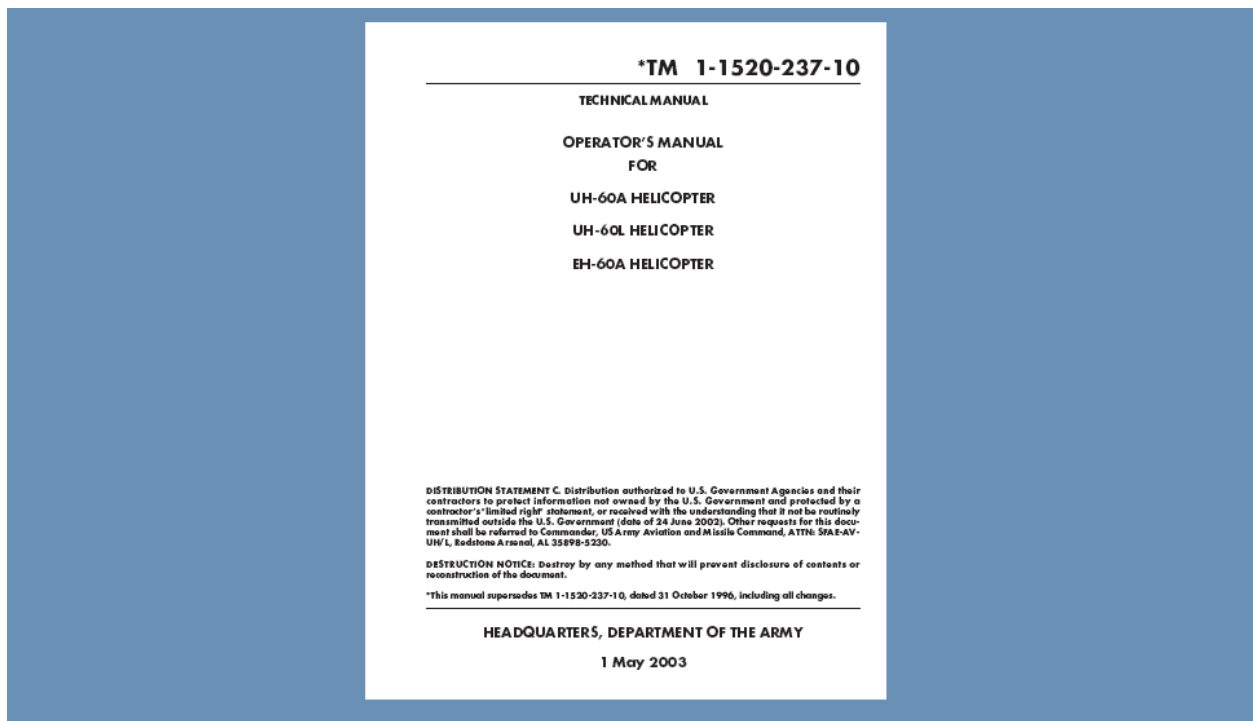 *TM 1-1520-237-10
TECHNICAL MANUAL
OPERATOR'S MANUAL
FOR
UH-60A HELICOPTER
UH-60L HELICOPTER
EH-60A HELICOPTER
DISTRIBUTION STATEMENT C. Distribution authorized to U.S. Government Agencies and their
contractors to protect information not owned by the U.S. Government and protected by a
contractor's "limited right" statement, or received with the understanding that it not be routinely
transmitted outside the U.S. Government (date of 24 June 2002). Other requests for this docu-
ment shall be referred to Commander, US Army Aviation and Missile Command, ATTN: SFAE-AV-
UH/L, Redstone Arsenal, AL 35898-5230.
DESTRUCTION NOTICE: Destroy by any method that will prevent disclosure of contents or
reconstruction of the document.
*This manual supersedes TM 1-1520-237-10, dated 31 October 1996, including all changes.
HEADQUARTERS, DEPARTMENT OF THE ARMY
1 May 2003